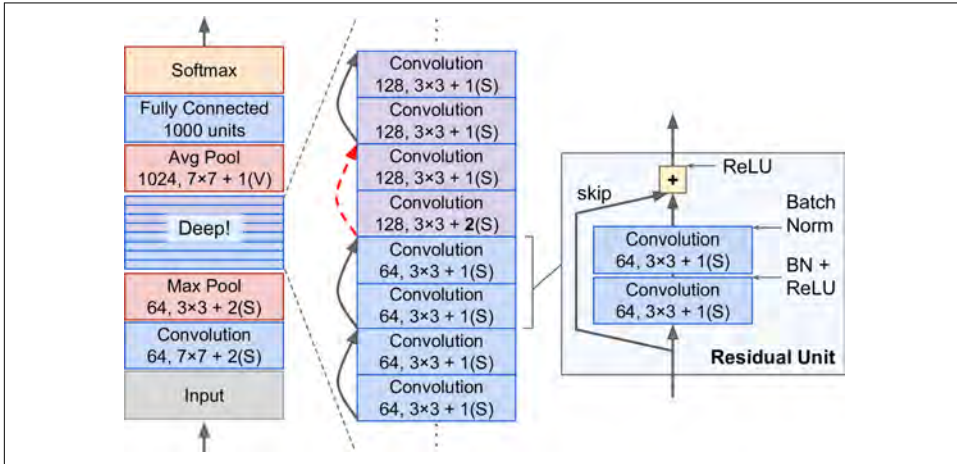 Softmax
Fully Connected
1000 units
Avg Pool
1024, 7×7 + 1(V)
Deep!
Max Pool
64, 3×3 + 2(S)
Convolution
64, 7×7 + 2(S)
Input
Convolution
128, 3×3 + 1(S)
Convolution
128, 3×3 + 1(S)
Convolution
128, 3×3 + 1(S)
Convolution
128, 3×3 + 2(S)
Convolution
64, 3×3 + 1(S)
Convolution
64, 3×3 + 1(S)
Convolution
64, 3×3 + 1(S)
Convolution
64, 3×3 + 1(S)
ReLU
+
skip
Batch
Norm
Convolution
64, 3×3 + 1(S)
BN +
ReLU
Convolution
64, 3×3 + 1(S)
Residual Unit